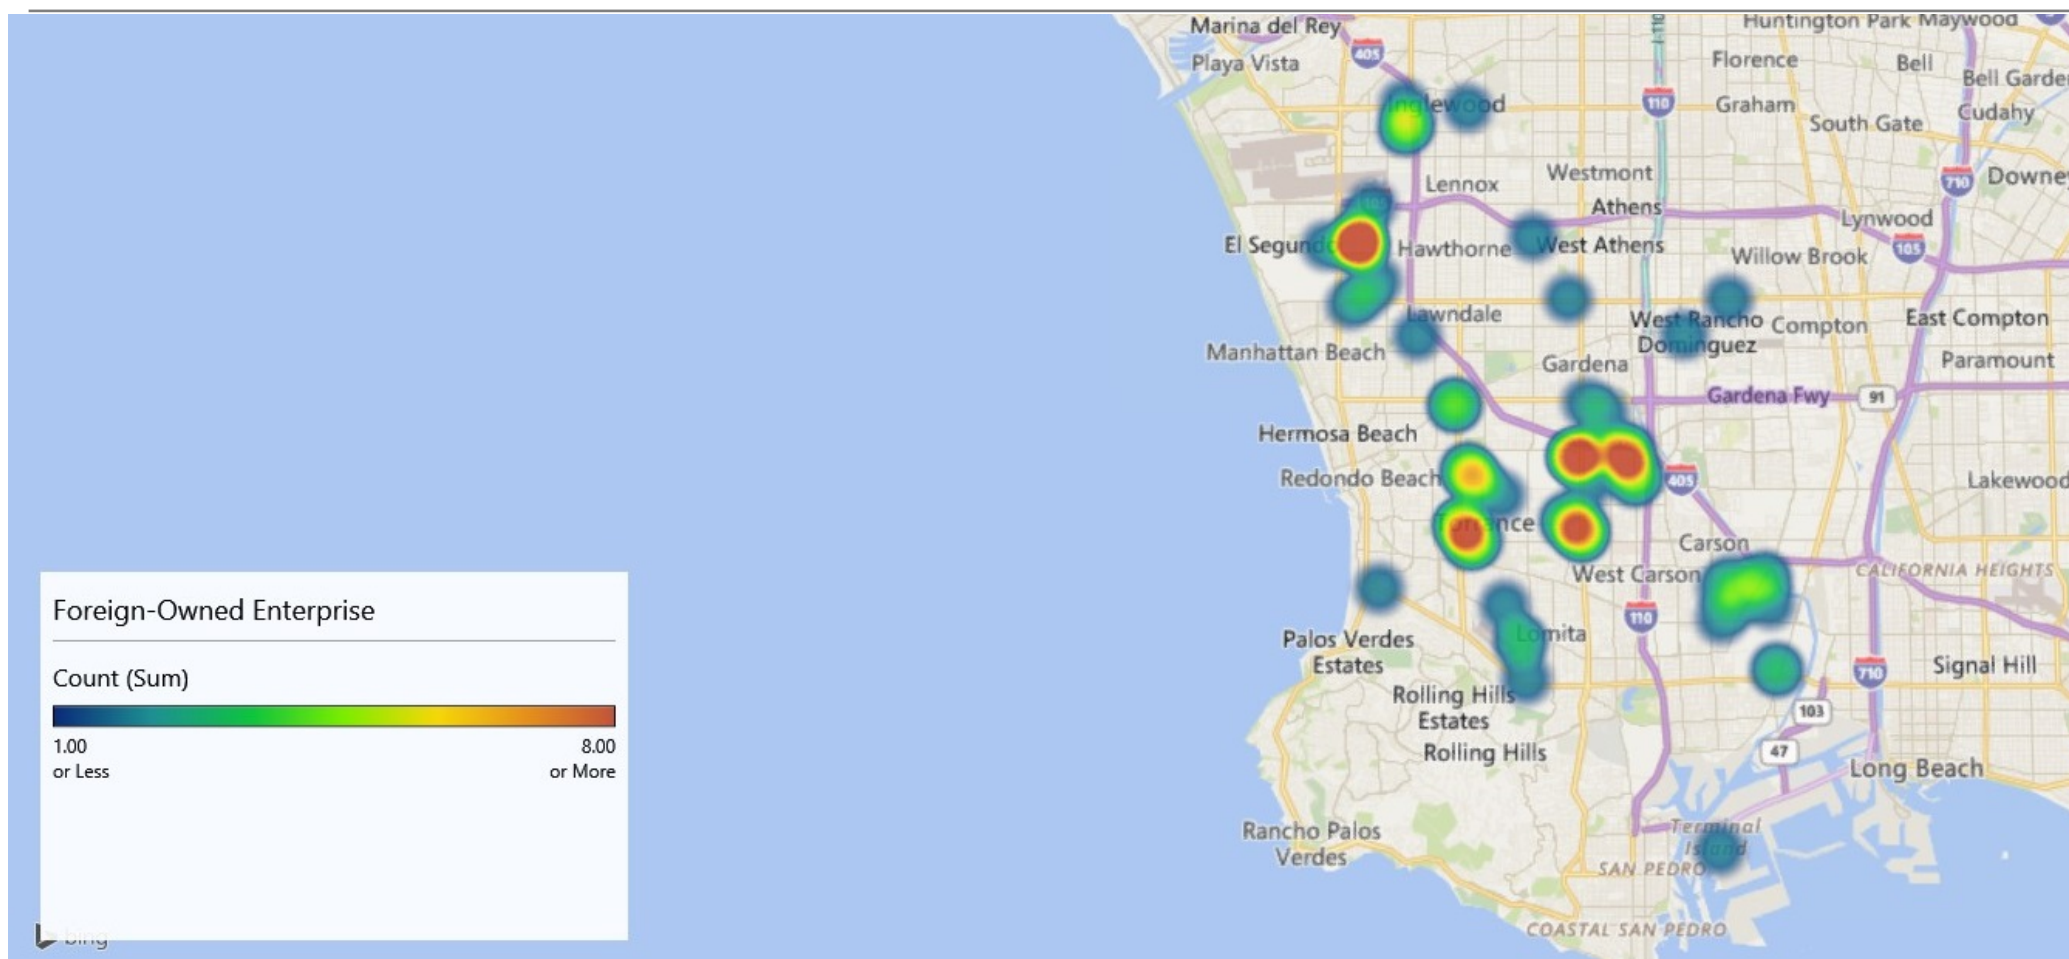 Marina del Rey
Huntington Park Maywood
Playa Vista
405
I-110
Florence
Bell
Bell Garde
Inglewood
110
Graham
Cudahy
South Gate
Lennox
Westmont
710
Downey
105
Athens
Lynwood
El Segundo
Hawthorne
West Athens
Willow Brook
105
Lawndale
West Rancho
Dominguez
Compton
East Compton
Manhattan Beach
Gardena
Paramount
Gardena Fwy
91
Hermosa Beach
Redondo Beach
405
Lakewood
Torrance
Carson
West Carson
CALIFORNIA HEIGHTS
110
Palos Verdes
Estates
Lomita
710
Signal Hill
Rolling Hills
Estates
103
Rolling Hills
47
Long Beach
Rancho Palos
Verdes
Terminal
Island
SAN PEDRO
COASTAL SAN PEDRO
Foreign-Owned Enterprise
Count (Sum)
1.00
or Less
8.00
or More
bing